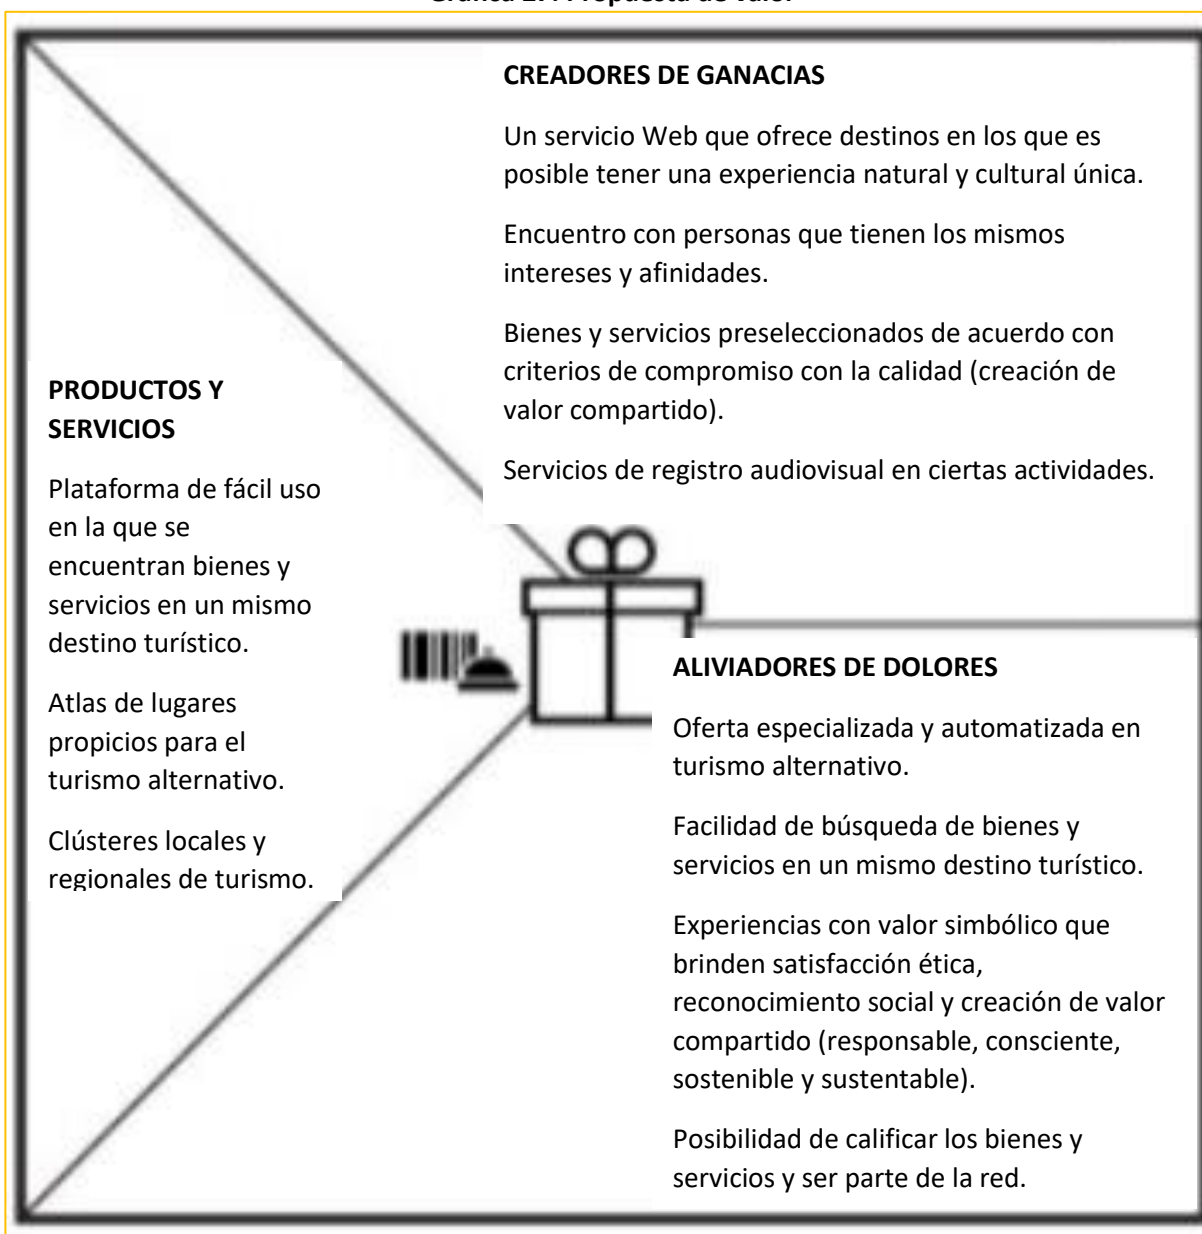 CREADORES DE GANACIAS
Un servicio Web que ofrece destinos en los que es
posible tener una experiencia natural y cultural única.
Encuentro con personas que tienen los mismos
intereses y afinidades.
Bienes y servicios preseleccionados de acuerdo con
criterios de compromiso con la calidad (creación de
valor compartido).
Servicios de registro audiovisual en ciertas actividades.
PRODUCTOS Y
SERVICIOS
Plataforma de fácil uso
en la que se
encuentran bienes y
servicios en un mismo
destino turístico.
Atlas de lugares
propicios para el
turismo alternativo.
Clústeres locales y
regionales de turismo.
ALIVIADORES DE DOLORES
Oferta especializada y automatizada en
turismo alternativo.
Facilidad de búsqueda de bienes y
servicios en un mismo destino turístico.
Experiencias con valor simbólico que
brinden satisfacción ética,
reconocimiento social y creación de valor
compartido (responsable, consciente,
sostenible y sustentable).
Posibilidad de calificar los bienes y
servicios y ser parte de la red.